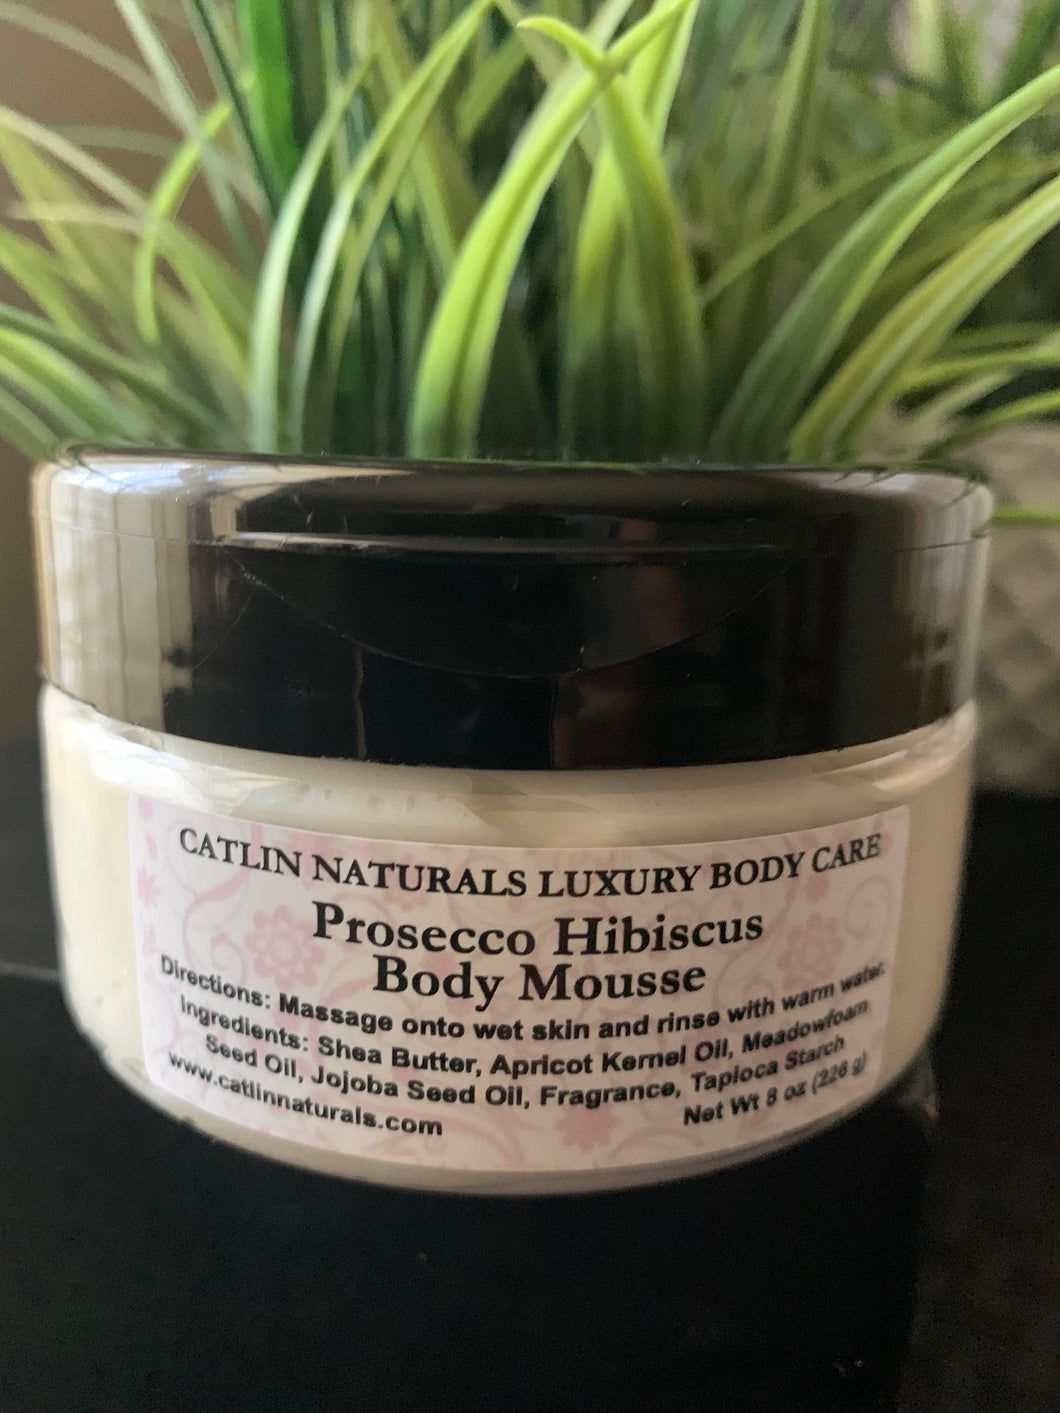 CATLIN NATURALS LUXURY BODY CARE
Prosecco Hibiscus
Body Mousse
Directions: Massage onto wet skin and rinse with warm water.
Ingredients: Shea Butter, Apricot Kernel Oil, Meadowfoam
Seed Oil, Jojoba Seed Oil, Fragrance, Tapioca Starch
www.catlinnaturals.com
Net Wt 8 oz (226 g)